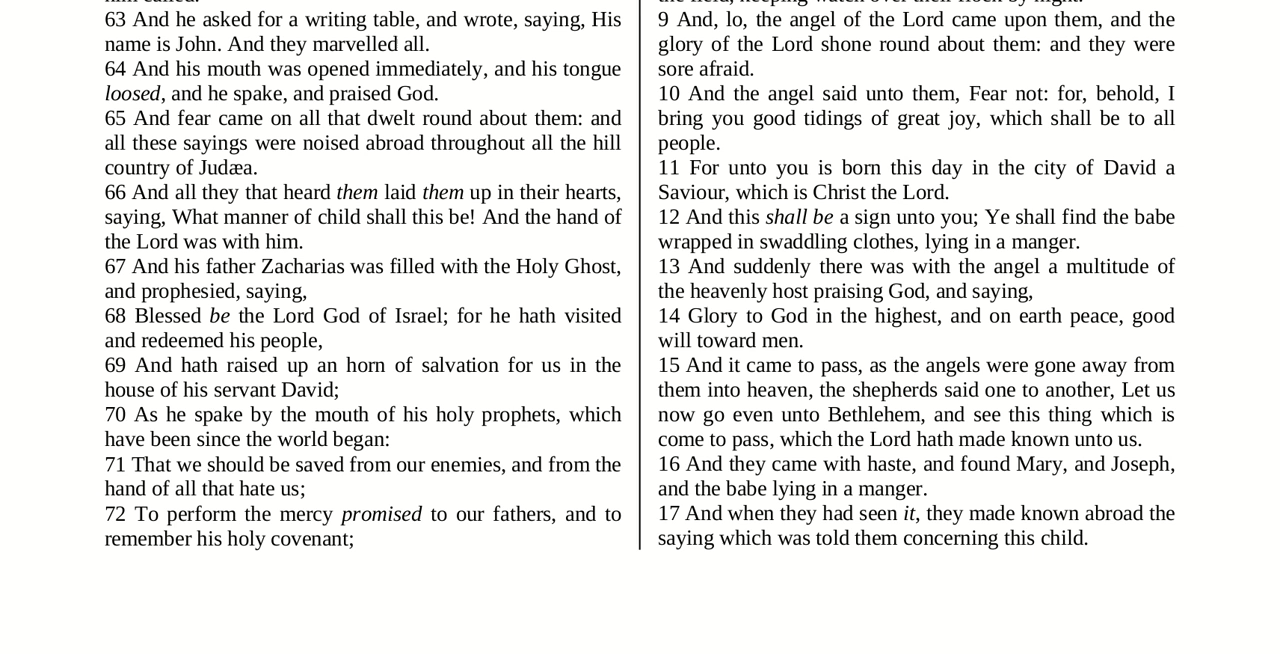 him called.
63 And he asked for a writing table, and wrote, saying, His
name is John. And they marvelled all.
64 And his mouth was opened immediately, and his tongue
loosed, and he spake, and praised God.
65 And fear came on all that dwelt round about them: and
all these sayings were noised abroad throughout all the hill
country of Judæa.
66 And all they that heard them laid them up in their hearts,
saying, What manner of child shall this be! And the hand of
the Lord was with him.
67 And his father Zacharias was filled with the Holy Ghost,
and prophesied, saying,
68 Blessed be the Lord God of Israel; for he hath visited
and redeemed his people,
69 And hath raised up an horn of salvation for us in the
house of his servant David;
70 As he spake by the mouth of his holy prophets, which
have been since the world began:
71 That we should be saved from our enemies, and from the
hand of all that hate us;
72 To perform the mercy promised to our fathers, and to
remember his holy covenant;
the field, keeping watch over their flock by night.
9 And, lo, the angel of the Lord came upon them, and the
glory of the Lord shone round about them: and they were
sore afraid.
10 And the angel said unto them, Fear not: for, behold, I
bring you good tidings of great joy, which shall be to all
people.
11 For unto you is born this day in the city of David a
Saviour, which is Christ the Lord.
12 And this shall be a sign unto you; Ye shall find the babe
wrapped in swaddling clothes, lying in a manger.
13 And suddenly there was with the angel a multitude of
the heavenly host praising God, and saying,
14 Glory to God in the highest, and on earth peace, good
will toward men.
15 And it came to pass, as the angels were gone away from
them into heaven, the shepherds said one to another, Let us
now go even unto Bethlehem, and see this thing which is
come to pass, which the Lord hath made known unto us.
16 And they came with haste, and found Mary, and Joseph,
and the babe lying in a manger.
17 And when they had seen it, they made known abroad the
saying which was told them concerning this child.